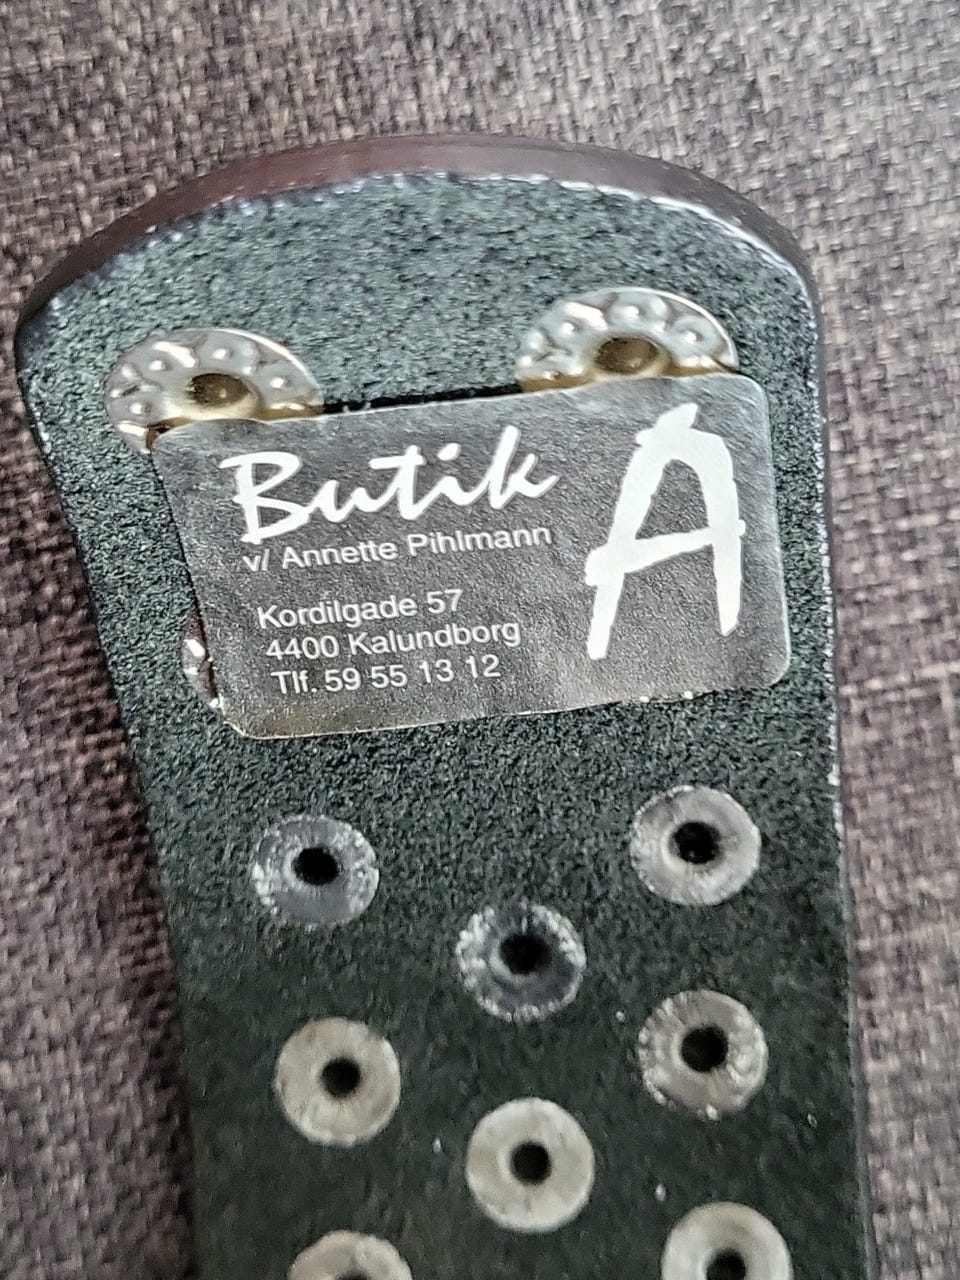 Butik A
v/ Annette Pihlmann
Kordilgade 57
4400 Kalundborg
Tlf. 59 55 13 12